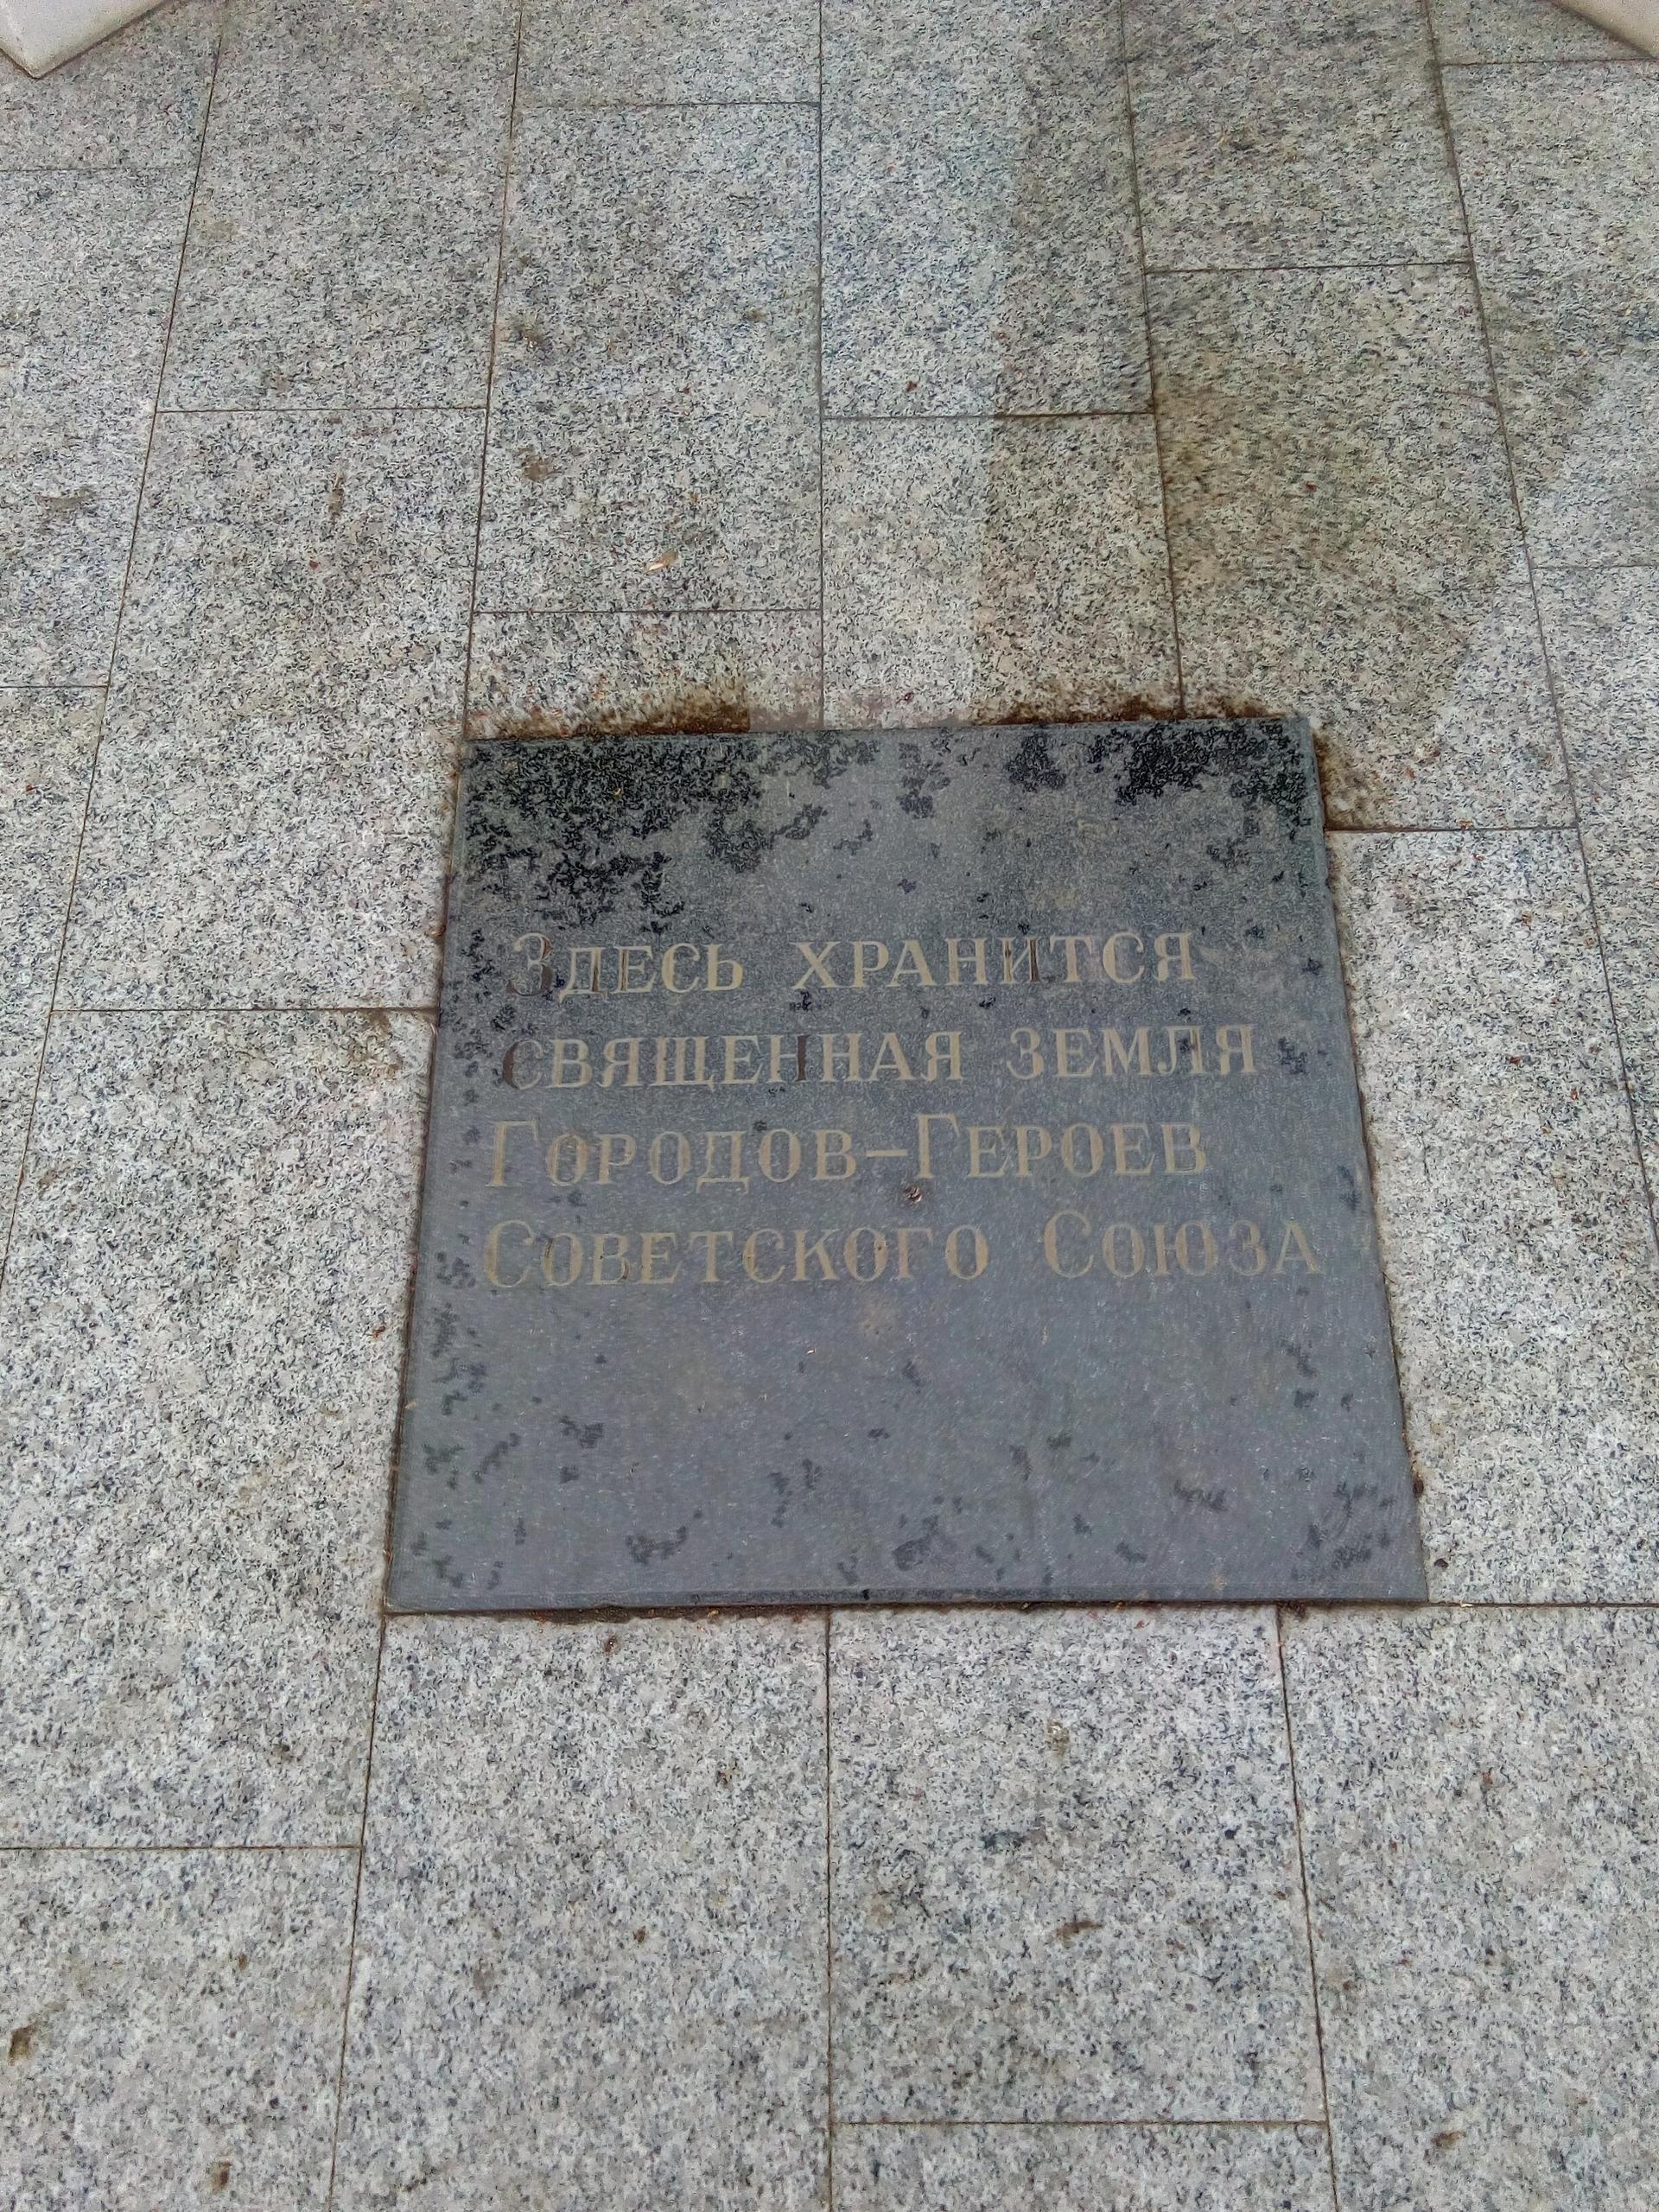 Здесь хранится
священная земля
Городов-Героев
Советского Союза